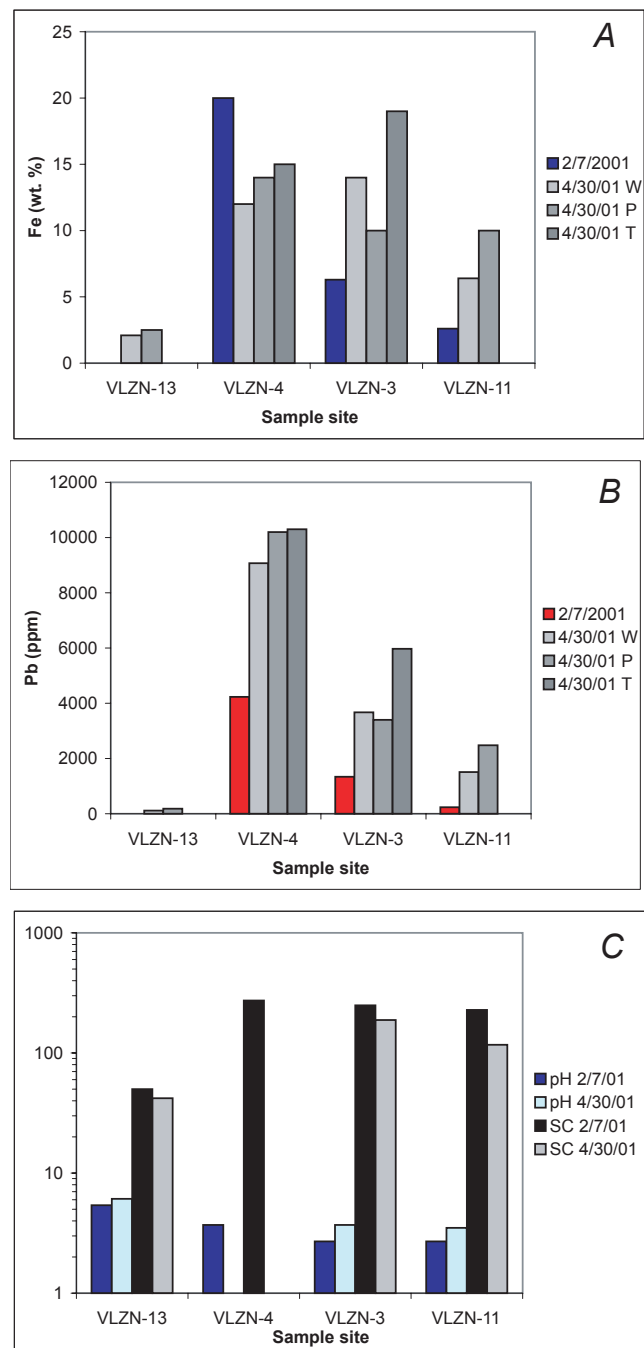 A
25
20
15
10
5
0
Fe (wt. %)
VLZN-13 VLZN-4 VLZN-3 VLZN-11
Sample site
2/7/2001
4/30/01 W
4/30/01 P
4/30/01 T
B
12000
10000
8000
6000
4000
2000
0
Pb (ppm)
VLZN-13 VLZN-4 VLZN-3 VLZN-11
Sample site
2/7/2001
4/30/01 W
4/30/01 P
4/30/01 T
C
1000
100
10
1
VLZN-13 VLZN-4 VLZN-3 VLZN-11
Sample site
pH 2/7/01
pH 4/30/01
SC 2/7/01
SC 4/30/01